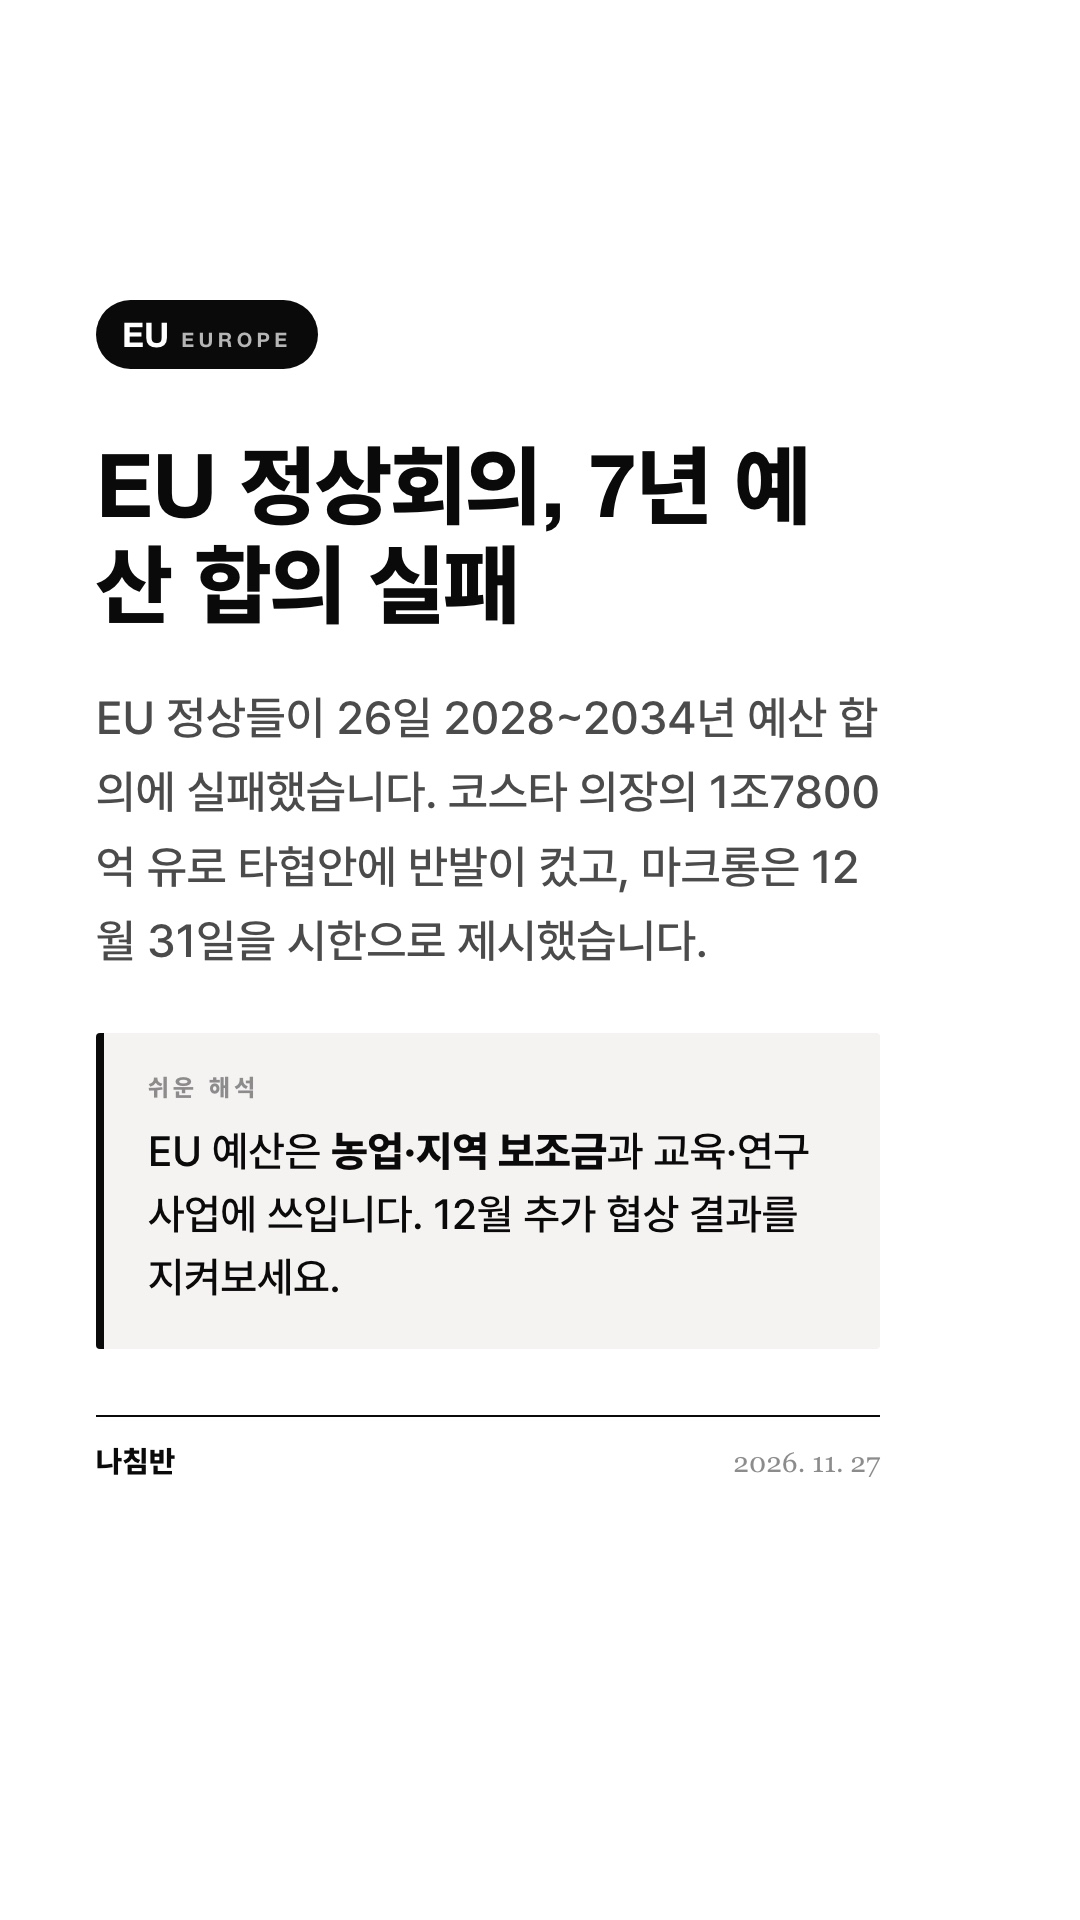 EU EUROPE
EU 정상회의, 7년 예
산 합의 실패
EU 정상들이 26일 2028~2034년 예산 합
의에 실패했습니다. 코스타 의장의 1조7800
억 유로 타협안에 반발이 컸고, 마크롱은 12
월 31일을 시한으로 제시했습니다.
쉬운 해석
EU 예산은 농업·지역 보조금과 교육·연구
사업에 쓰입니다. 12월 추가 협상 결과를
지켜보세요.
나침반
2026. 11. 27